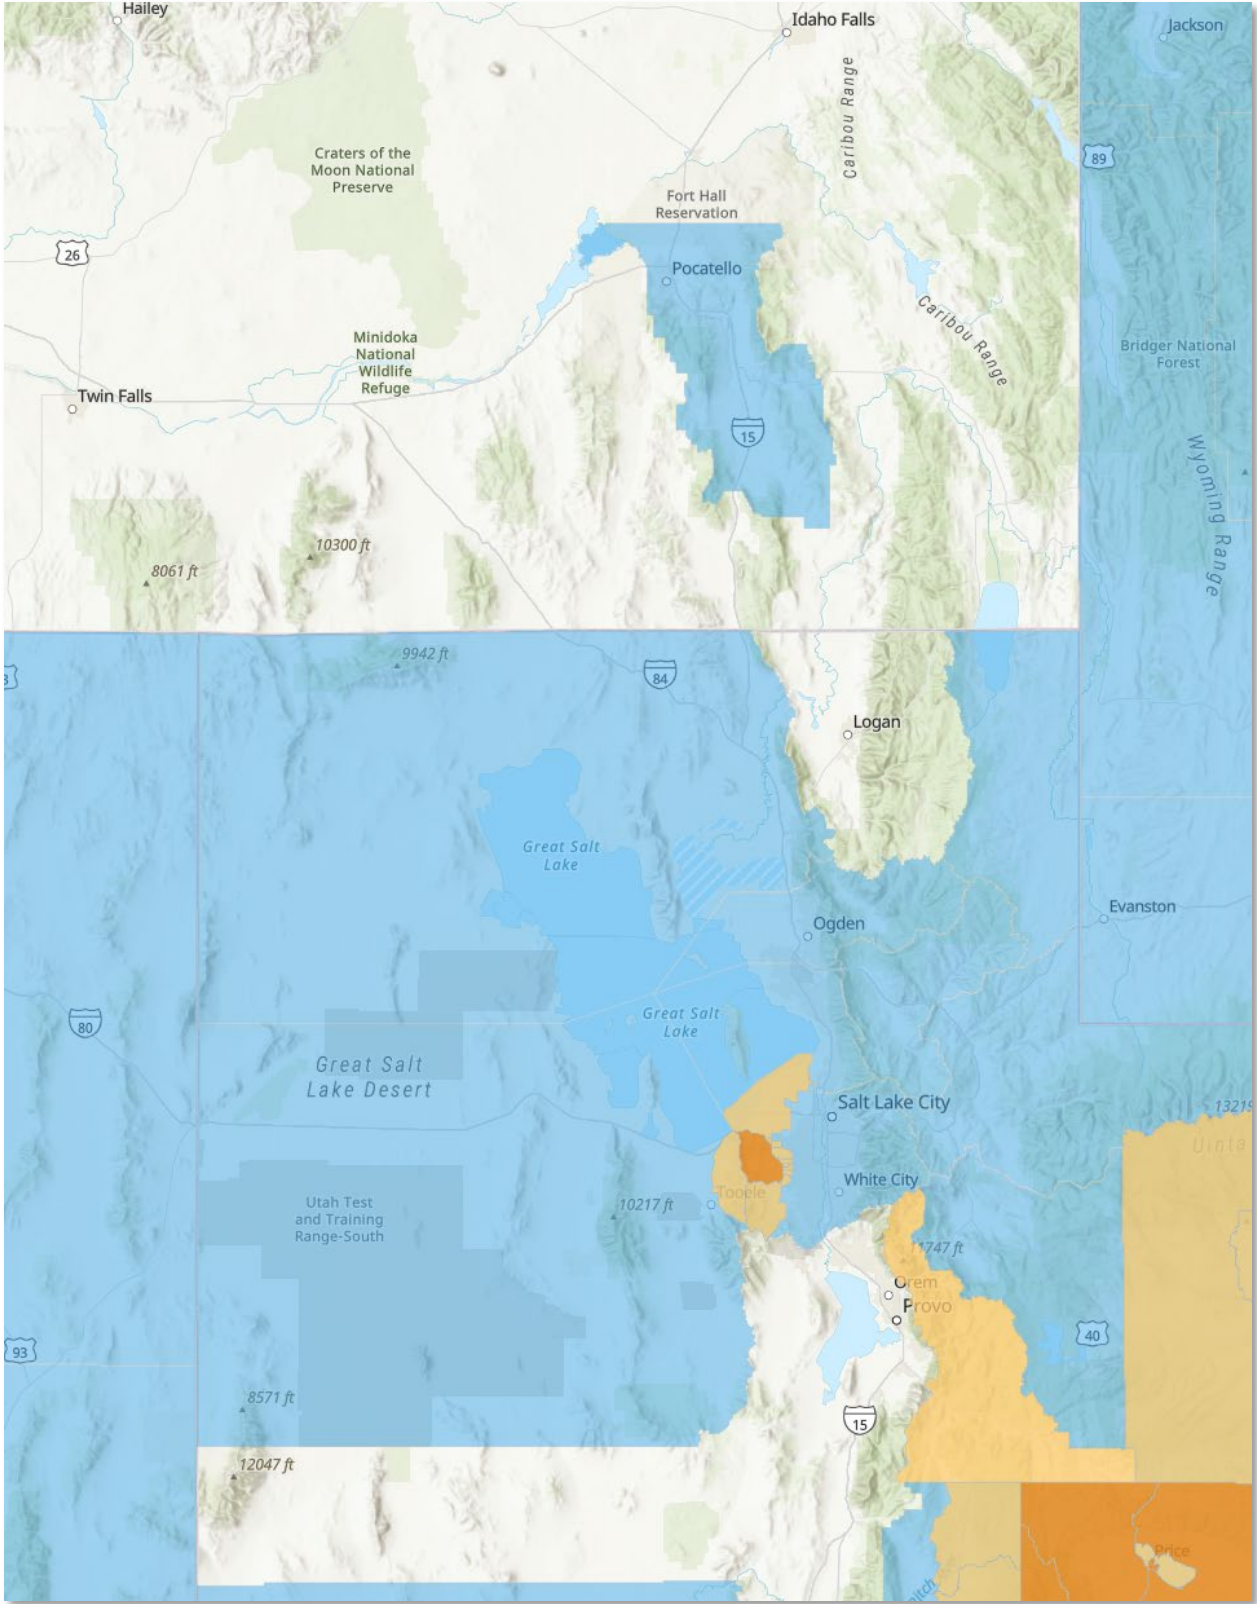 Hailey
Idaho Falls
Jackson
Caribou Range
Craters of the
Moon National
Preserve
89
Fort Hall
Reservation
26
Pocatello
Caribou Range
Minidoka
National
Wildlife
Refuge
Bridger National
Forest
Twin Falls
15
Wyoming Range
10300 ft
8061 ft
9942 ft
84
Logan
Great Salt
Lake
Evanston
Ogden
Great Salt
Lake
80
Great Salt
Lake Desert
Salt Lake City
Uinta
Tooele
White City
10217 ft
Utah Test
and Training
Range-South
Orem
Provo
40
93
8571 ft
15
12047 ft
Price